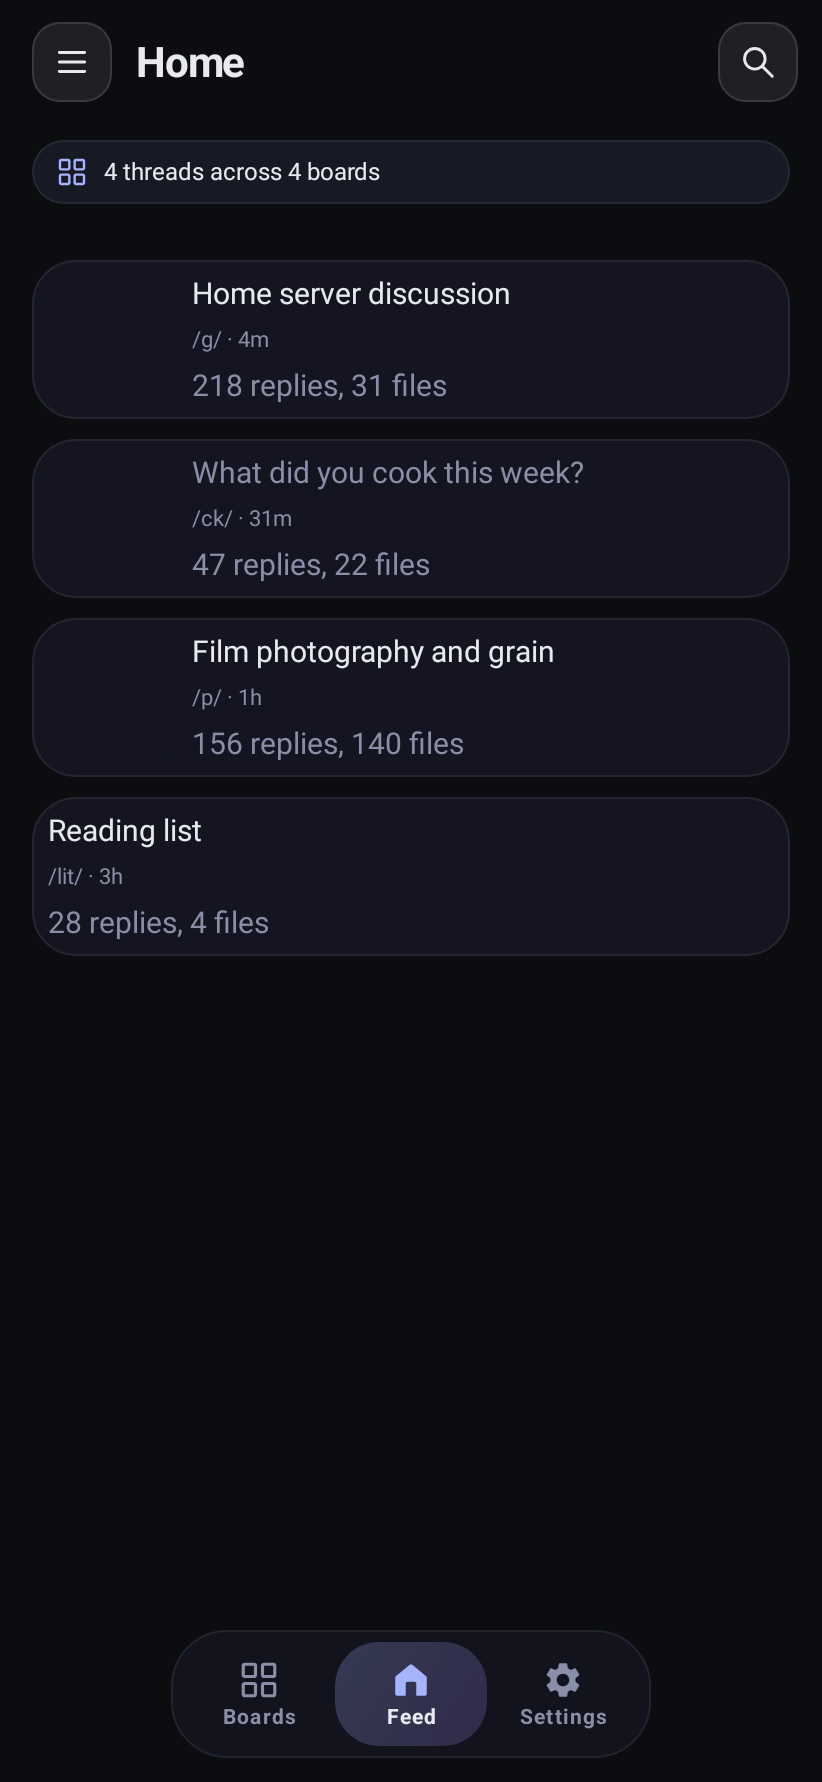 Home
4 threads across 4 boards
Home server discussion
/g/ · 4m
218 replies, 31 files
What did you cook this week?
/ck/ · 31m
47 replies, 22 files
Film photography and grain
/p/ · 1h
156 replies, 140 files
Reading list
/lit/ · 3h
28 replies, 4 files
Boards
Feed
Settings